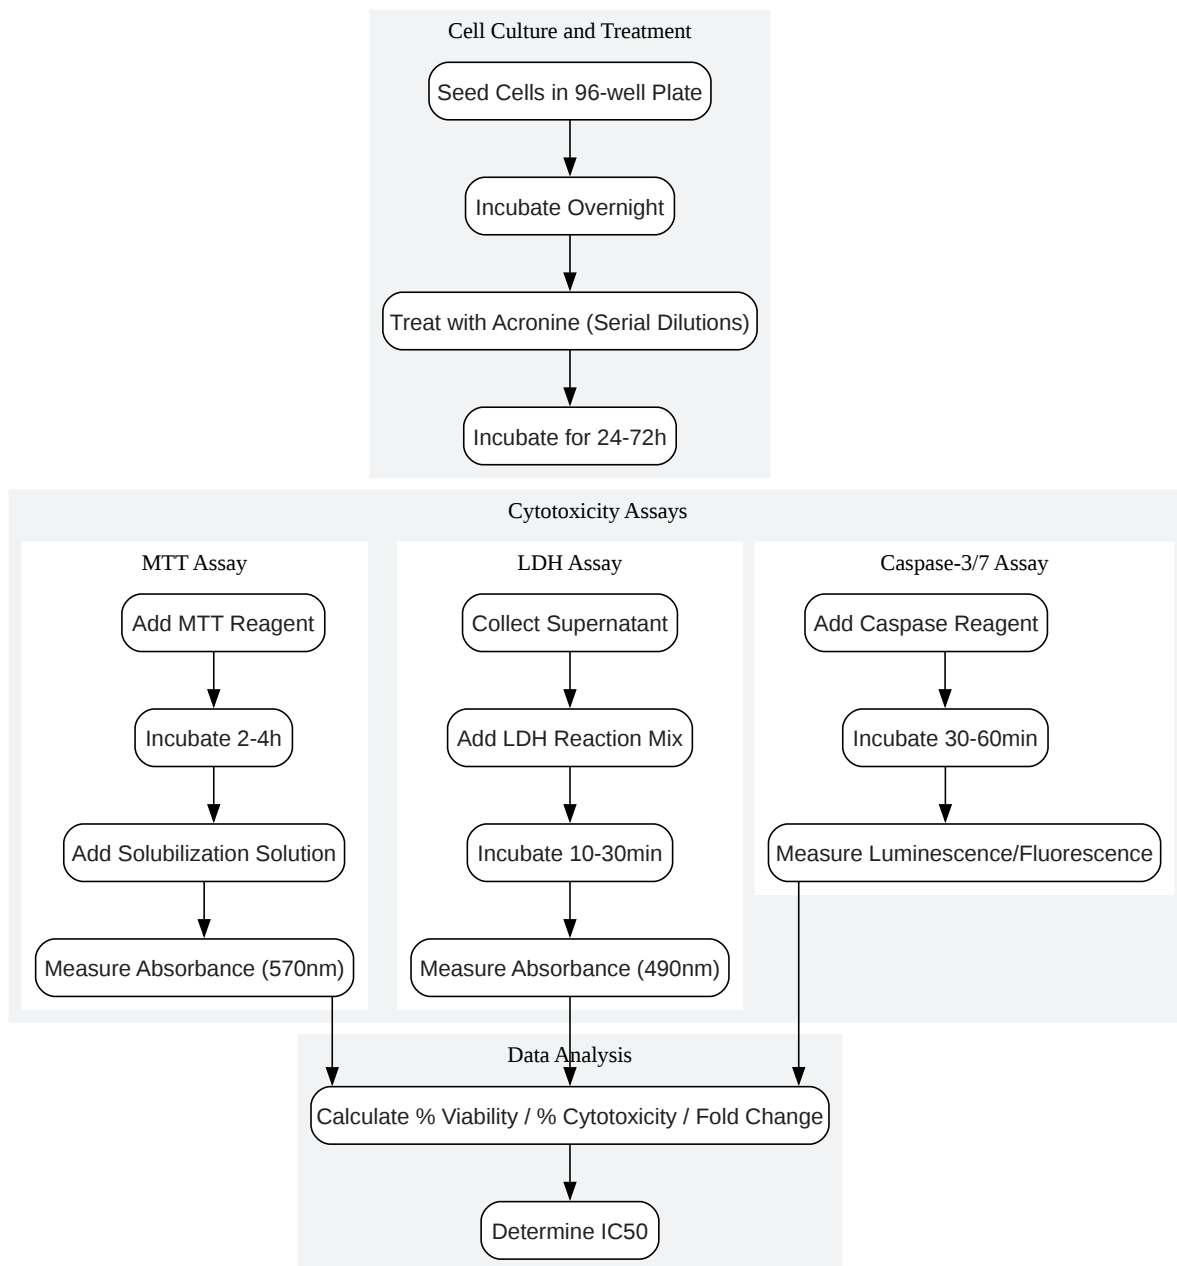 Cell Culture and Treatment
Seed Cells in 96-well Plate
Incubate Overnight
Treat with Acronine (Serial Dilutions)
Incubate for 24-72h
Cytotoxicity Assays
MTT Assay
Add MTT Reagent
Incubate 2-4h
Add Solubilization Solution
Measure Absorbance (570nm)
LDH Assay
Collect Supernatant
Add LDH Reaction Mix
Incubate 10-30min
Measure Absorbance (490nm)
Caspase-3/7 Assay
Add Caspase Reagent
Incubate 30-60min
Measure Luminescence/Fluorescence
Data Analysis
Calculate % Viability / % Cytotoxicity / Fold Change
Determine IC50